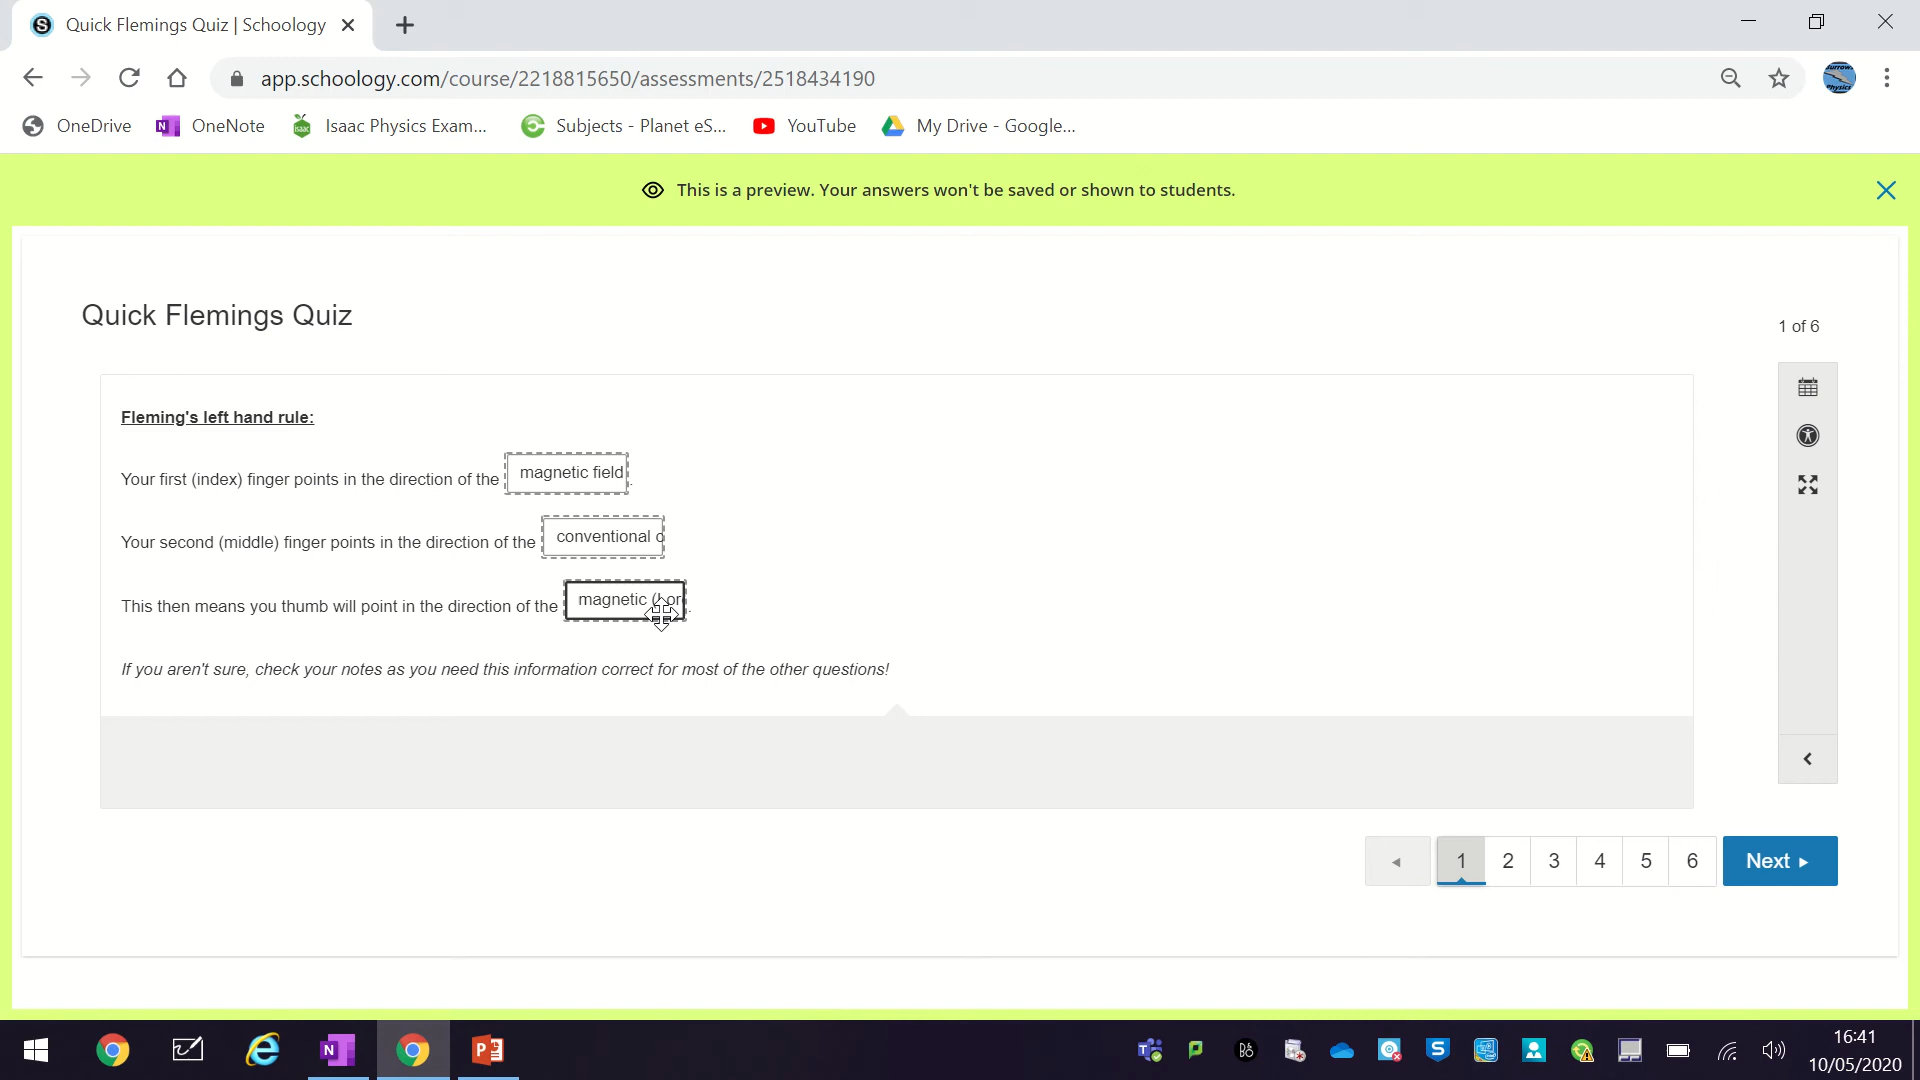 Quick Flemings Quiz | Schoology
app.schoology.com/course/2218815650/assessments/2518434190
OneDrive
OneNote
Isaac Physics Exam...
Subjects - Planet eS...
YouTube
My Drive - Google...
This is a preview. Your answers won't be saved or shown to students.
Quick Flemings Quiz
1 of 6
Fleming's left hand rule:
Your first (index) finger points in the direction of the magnetic field.
Your second (middle) finger points in the direction of the conventional c
This then means you thumb will point in the direction of the magnetic (Lor.
If you aren't sure, check your notes as you need this information correct for most of the other questions!
1 2 3 4 5 6 Next
16:41
10/05/2020